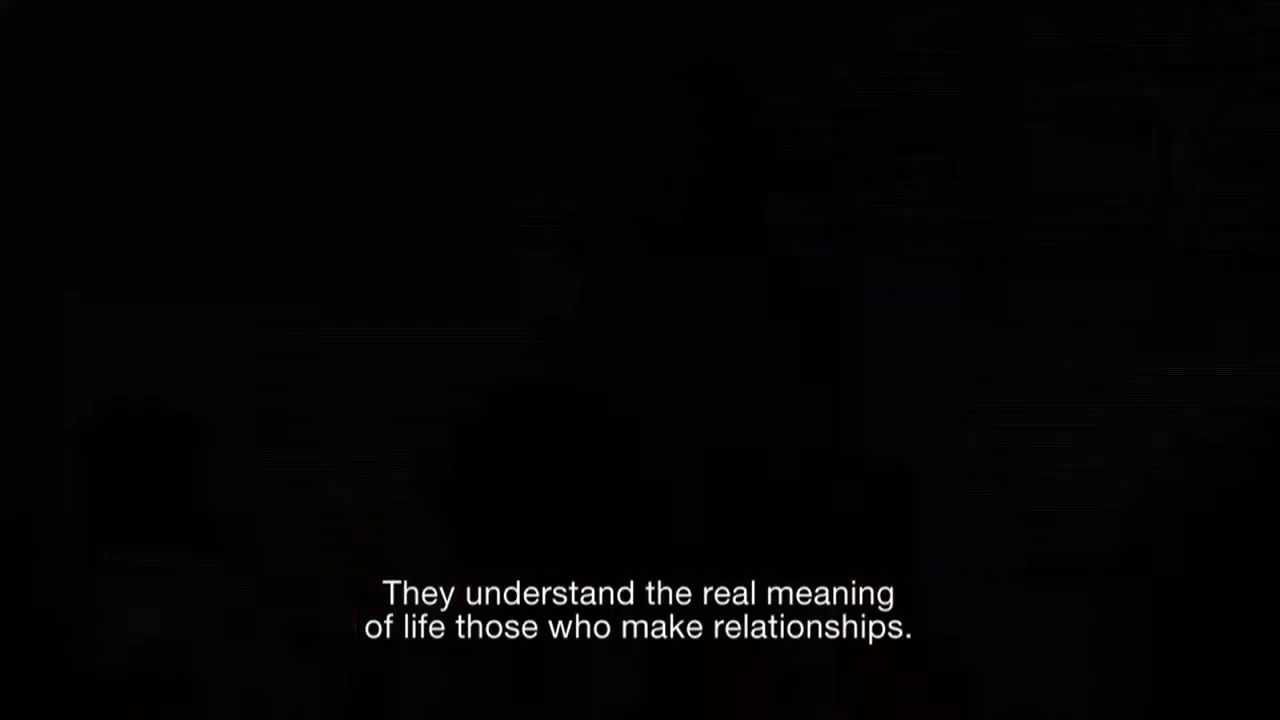 They understand the real meaning
of life those who make relationships.